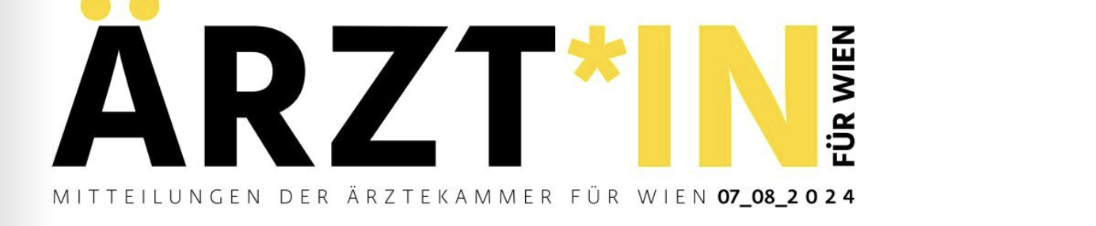 ÄRZT*IN FÜR WIEN
MITTEILUNGEN DER ÄRZTEKAMMER FÜR WIEN 07_08_2024